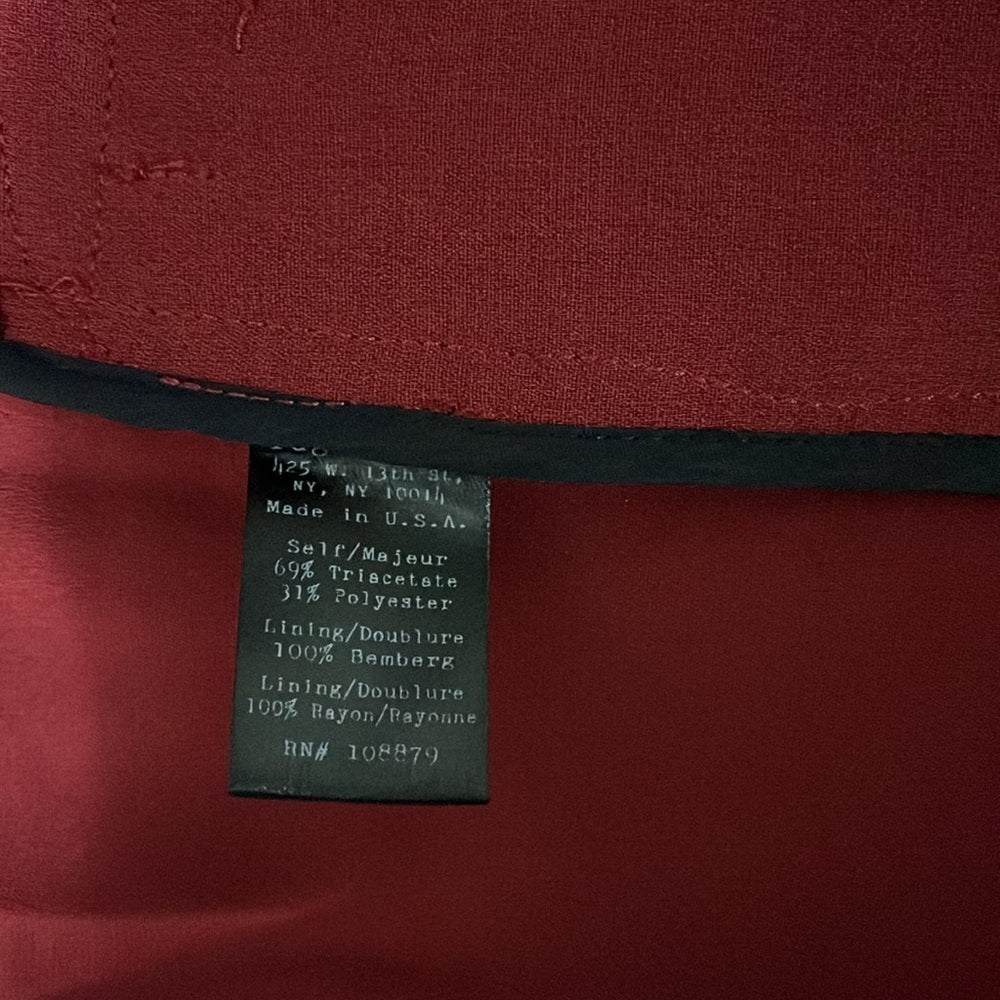 425 W. 13th St,
NY, NY 10014
Made in U.S.A.
Self/Majeur
69% Triacetate
31% Polyester
Lining/Doublure
100% Bemberg
Lining/Doublure
100% Rayon/Rayonne
RN# 108879